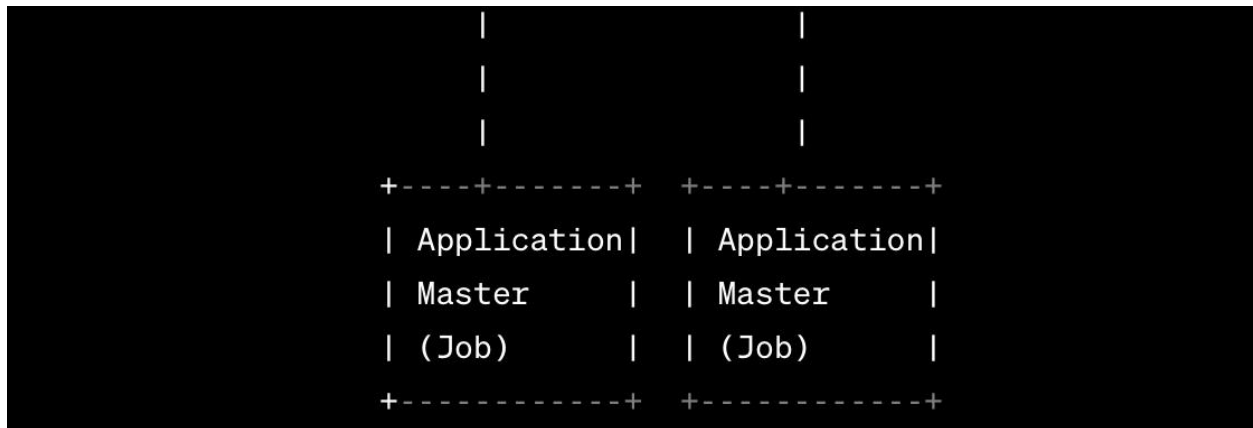 |                |
|                |
|                |
+----+-------+  +----+-------+
| Application|  | Application|
| Master     |  | Master     |
| (Job)      |  | (Job)      |
+------------+  +------------+